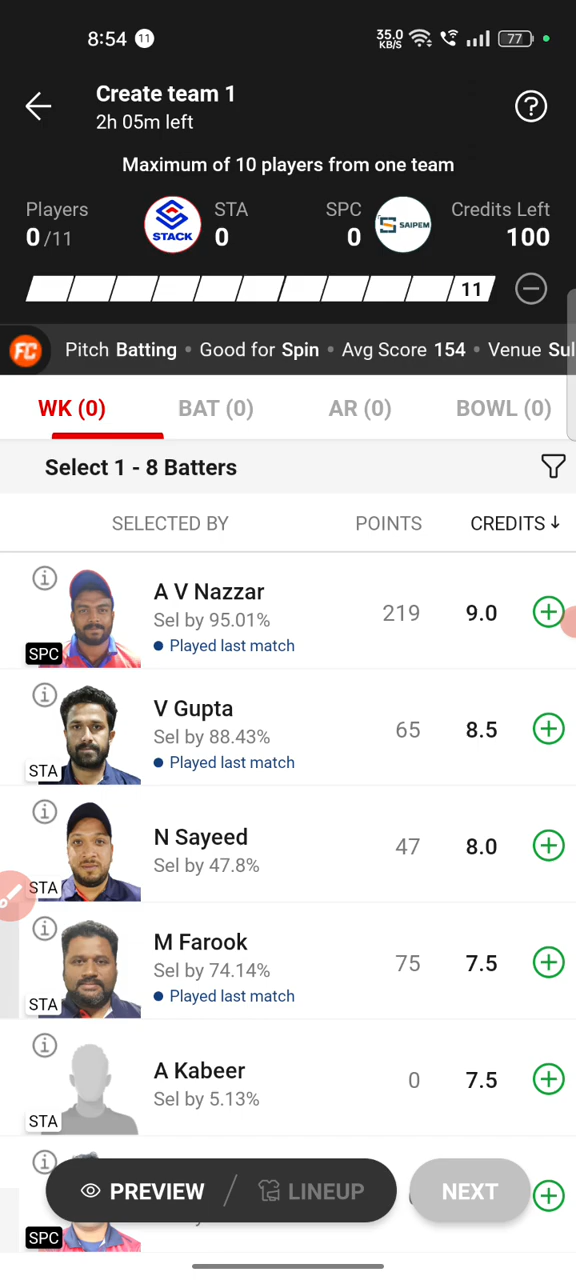 8:54 11 35.0 KB/S 77
Create team 1
2h 05m left
?
Maximum of 10 players from one team
Players STA SPC Credits Left
STACK SAIPEM
0/11 0 0 100
11
FC Pitch Batting • Good for Spin • Avg Score 154 • Venue Sul
WK (0) BAT (0) AR (0) BOWL (0)
Select 1 - 8 Batters
SELECTED BY POINTS CREDITS↓
A V Nazzar
Sel by 95.01% 219 9.0
Played last match
SPC
V Gupta
Sel by 88.43% 65 8.5
Played last match
STA
N Sayeed
Sel by 47.8% 47 8.0
STA
M Farook
Sel by 74.14% 75 7.5
Played last match
STA
A Kabeer
Sel by 5.13% 0 7.5
STA
PREVIEW / LINEUP NEXT
SPC